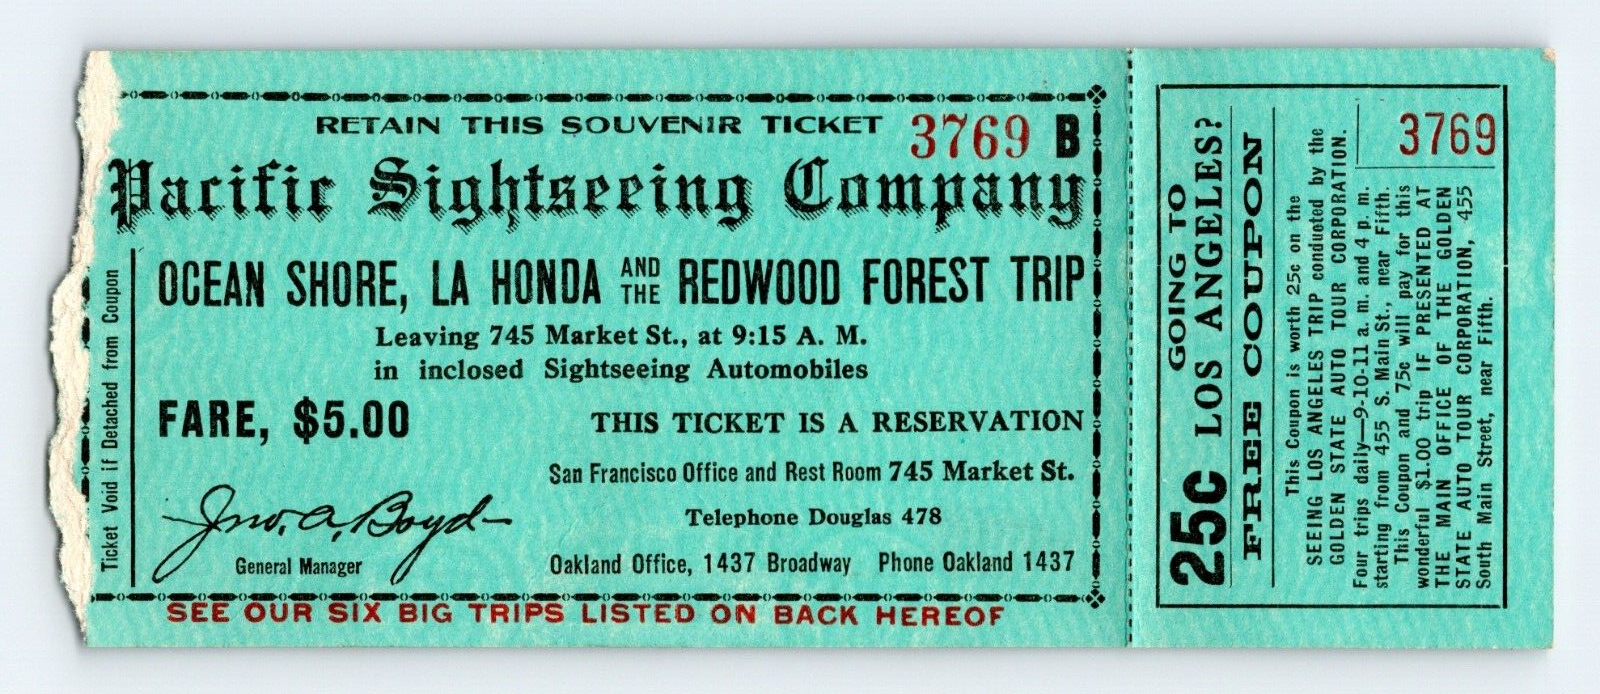 RETAIN THIS SOUVENIR TICKET 3769 B
Pacific Sightseeing Company
OCEAN SHORE, LA HONDA AND THE REDWOOD FOREST TRIP
Leaving 745 Market St., at 9:15 A. M.
in inclosed Sightseeing Automobiles
FARE, $5.00
THIS TICKET IS A RESERVATION
San Francisco Office and Rest Room 745 Market St.
Telephone Douglas 478
Oakland Office, 1437 Broadway Phone Oakland 1437
Jno. A. Boyd
General Manager
SEE OUR SIX BIG TRIPS LISTED ON BACK HEREOF
Ticket Void if Detached from Coupon
3769
25c GOING TO LOS ANGELES?
FREE COUPON
This Coupon is worth 25c on the
SEEING LOS ANGELES TRIP conducted by the
GOLDEN STATE AUTO TOUR CORPORATION.
Four trips daily—9-10-11 a. m. and 4 p. m.
starting from 455 S. Main St., near Fifth.
This Coupon and 75c will pay for this
wonderful $1.00 trip IF PRESENTED AT
THE MAIN OFFICE OF THE GOLDEN
STATE AUTO TOUR CORPORATION, 455
South Main Street, near Fifth.